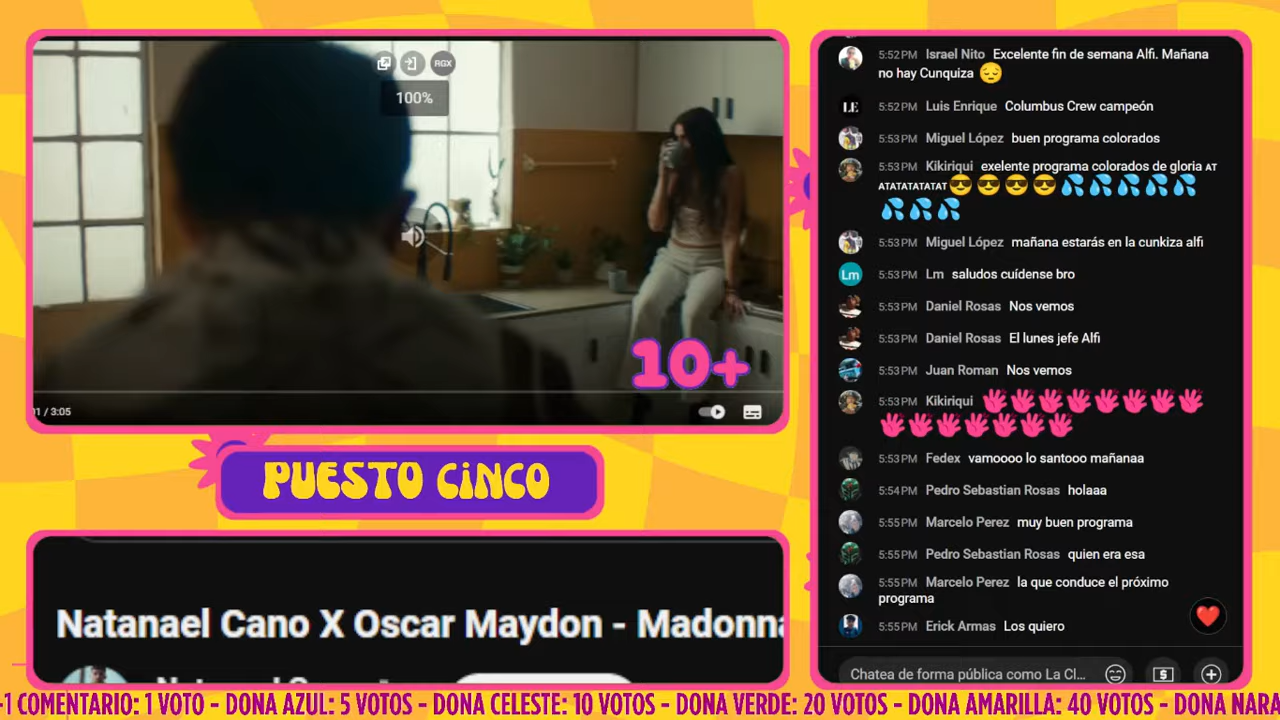 RGX
100%
10+
01 / 3:05
PUESTO CINCO
Natanael Cano X Oscar Maydon - Madonna
5:52 PM Israel Nito Excelente fin de semana Alfi. Mañana
no hay Cunquiza 😔
LE 5:52 PM Luis Enrique Columbus Crew campeón
5:53 PM Miguel López buen programa colorados
5:53 PM Kikiriqui exelente programa colorados de gloria ᴀᴛ
ᴀᴛᴀᴛᴀᴛᴀᴛᴀᴛ😎😎😎😎💦💦💦💦💦
💦💦💦
5:53 PM Miguel López mañana estarás en la cunkiza alfi
Lm 5:53 PM Lm saludos cuídense bro
5:53 PM Daniel Rosas Nos vemos
5:53 PM Daniel Rosas El lunes jefe Alfi
5:53 PM Juan Roman Nos vemos
5:53 PM Kikiriqui
5:53 PM Fedex vamoooo lo santooo mañanaa
5:54 PM Pedro Sebastian Rosas holaaa
5:55 PM Marcelo Perez muy buen programa
5:55 PM Pedro Sebastian Rosas quien era esa
5:55 PM Marcelo Perez la que conduce el próximo
programa
5:55 PM Erick Armas Los quiero
Chatea de forma pública como La Cl...
-1 COMENTARIO: 1 VOTO - DONA AZUL: 5 VOTOS - DONA CELESTE: 10 VOTOS - DONA VERDE: 20 VOTOS - DONA AMARILLA: 40 VOTOS - DONA NARA